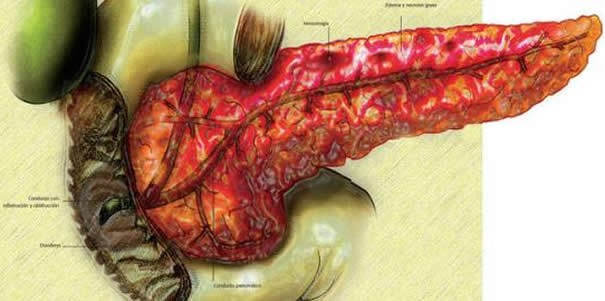 Edema y necrosis grasa
Hemorragia
Conducto con
inflamación y obstrucción
Duodeno
Conducto pancreático